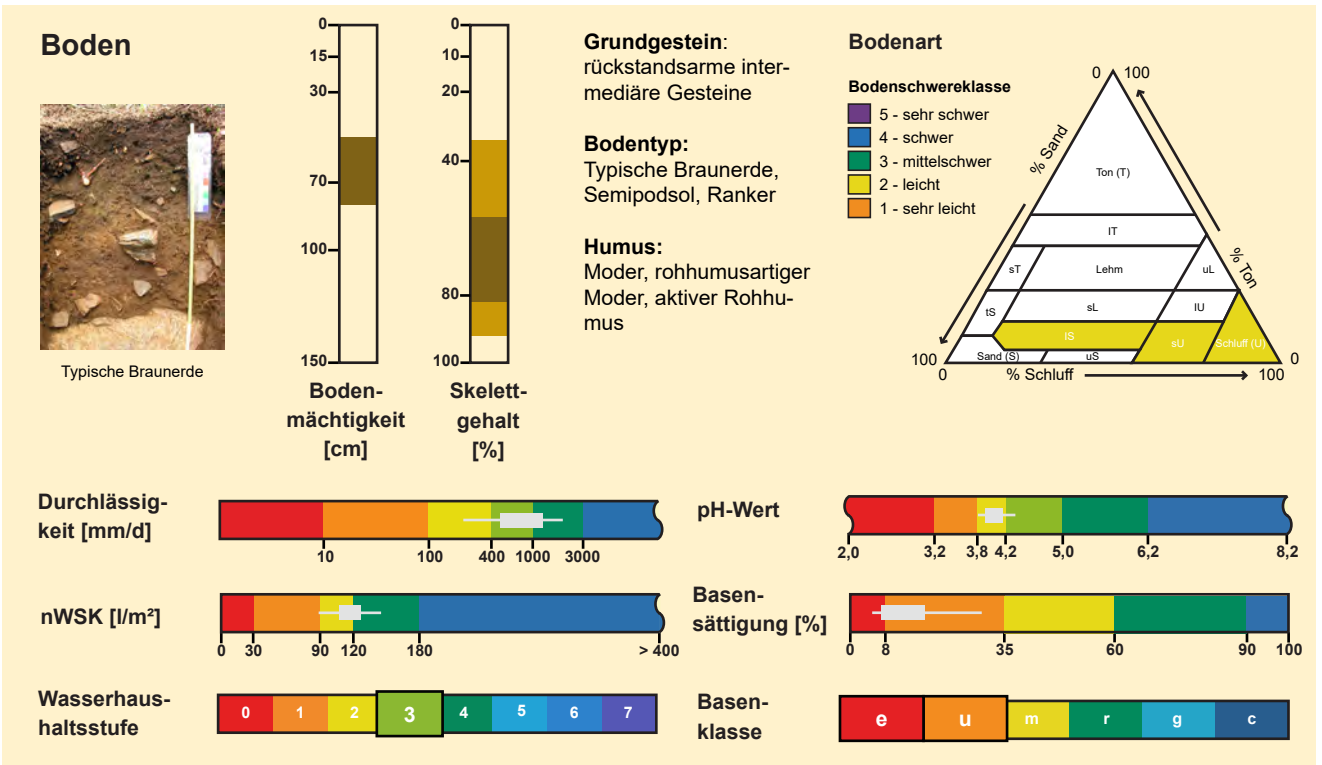 Boden
Typische Braunerde
0
15
30
70
100
150
Boden-
mächtigkeit
[cm]
0
10
20
40
80
100
Skelett-
gehalt
[%]
Grundgestein:
rückstandsarme inter-
mediäre Gesteine
Bodentyp:
Typische Braunerde,
Semipodsol, Ranker
Humus:
Moder, rohhumusartiger
Moder, aktiver Rohhu-
mus
Bodenart
Bodenschwereklasse
5 - sehr schwer
4 - schwer
3 - mittelschwer
2 - leicht
1 - sehr leicht
0 100
% Sand
% Ton
Ton (T)
lT
sT Lehm uL
tS sL lU
lS sU Schluff (U)
Sand (S) uS
100 0
0 % Schluff 100
Durchlässig-
keit [mm/d]
10 100 400 1000 3000
pH-Wert
2,0 3,2 3,8 4,2 5,0 6,2 8,2
nWSK [l/m²]
0 30 90 120 180 > 400
Basen-
sättigung [%]
0 8 35 60 90 100
Wasserhaus-
haltsstufe
0 1 2 3 4 5 6 7
Basen-
klasse
e u m r g c